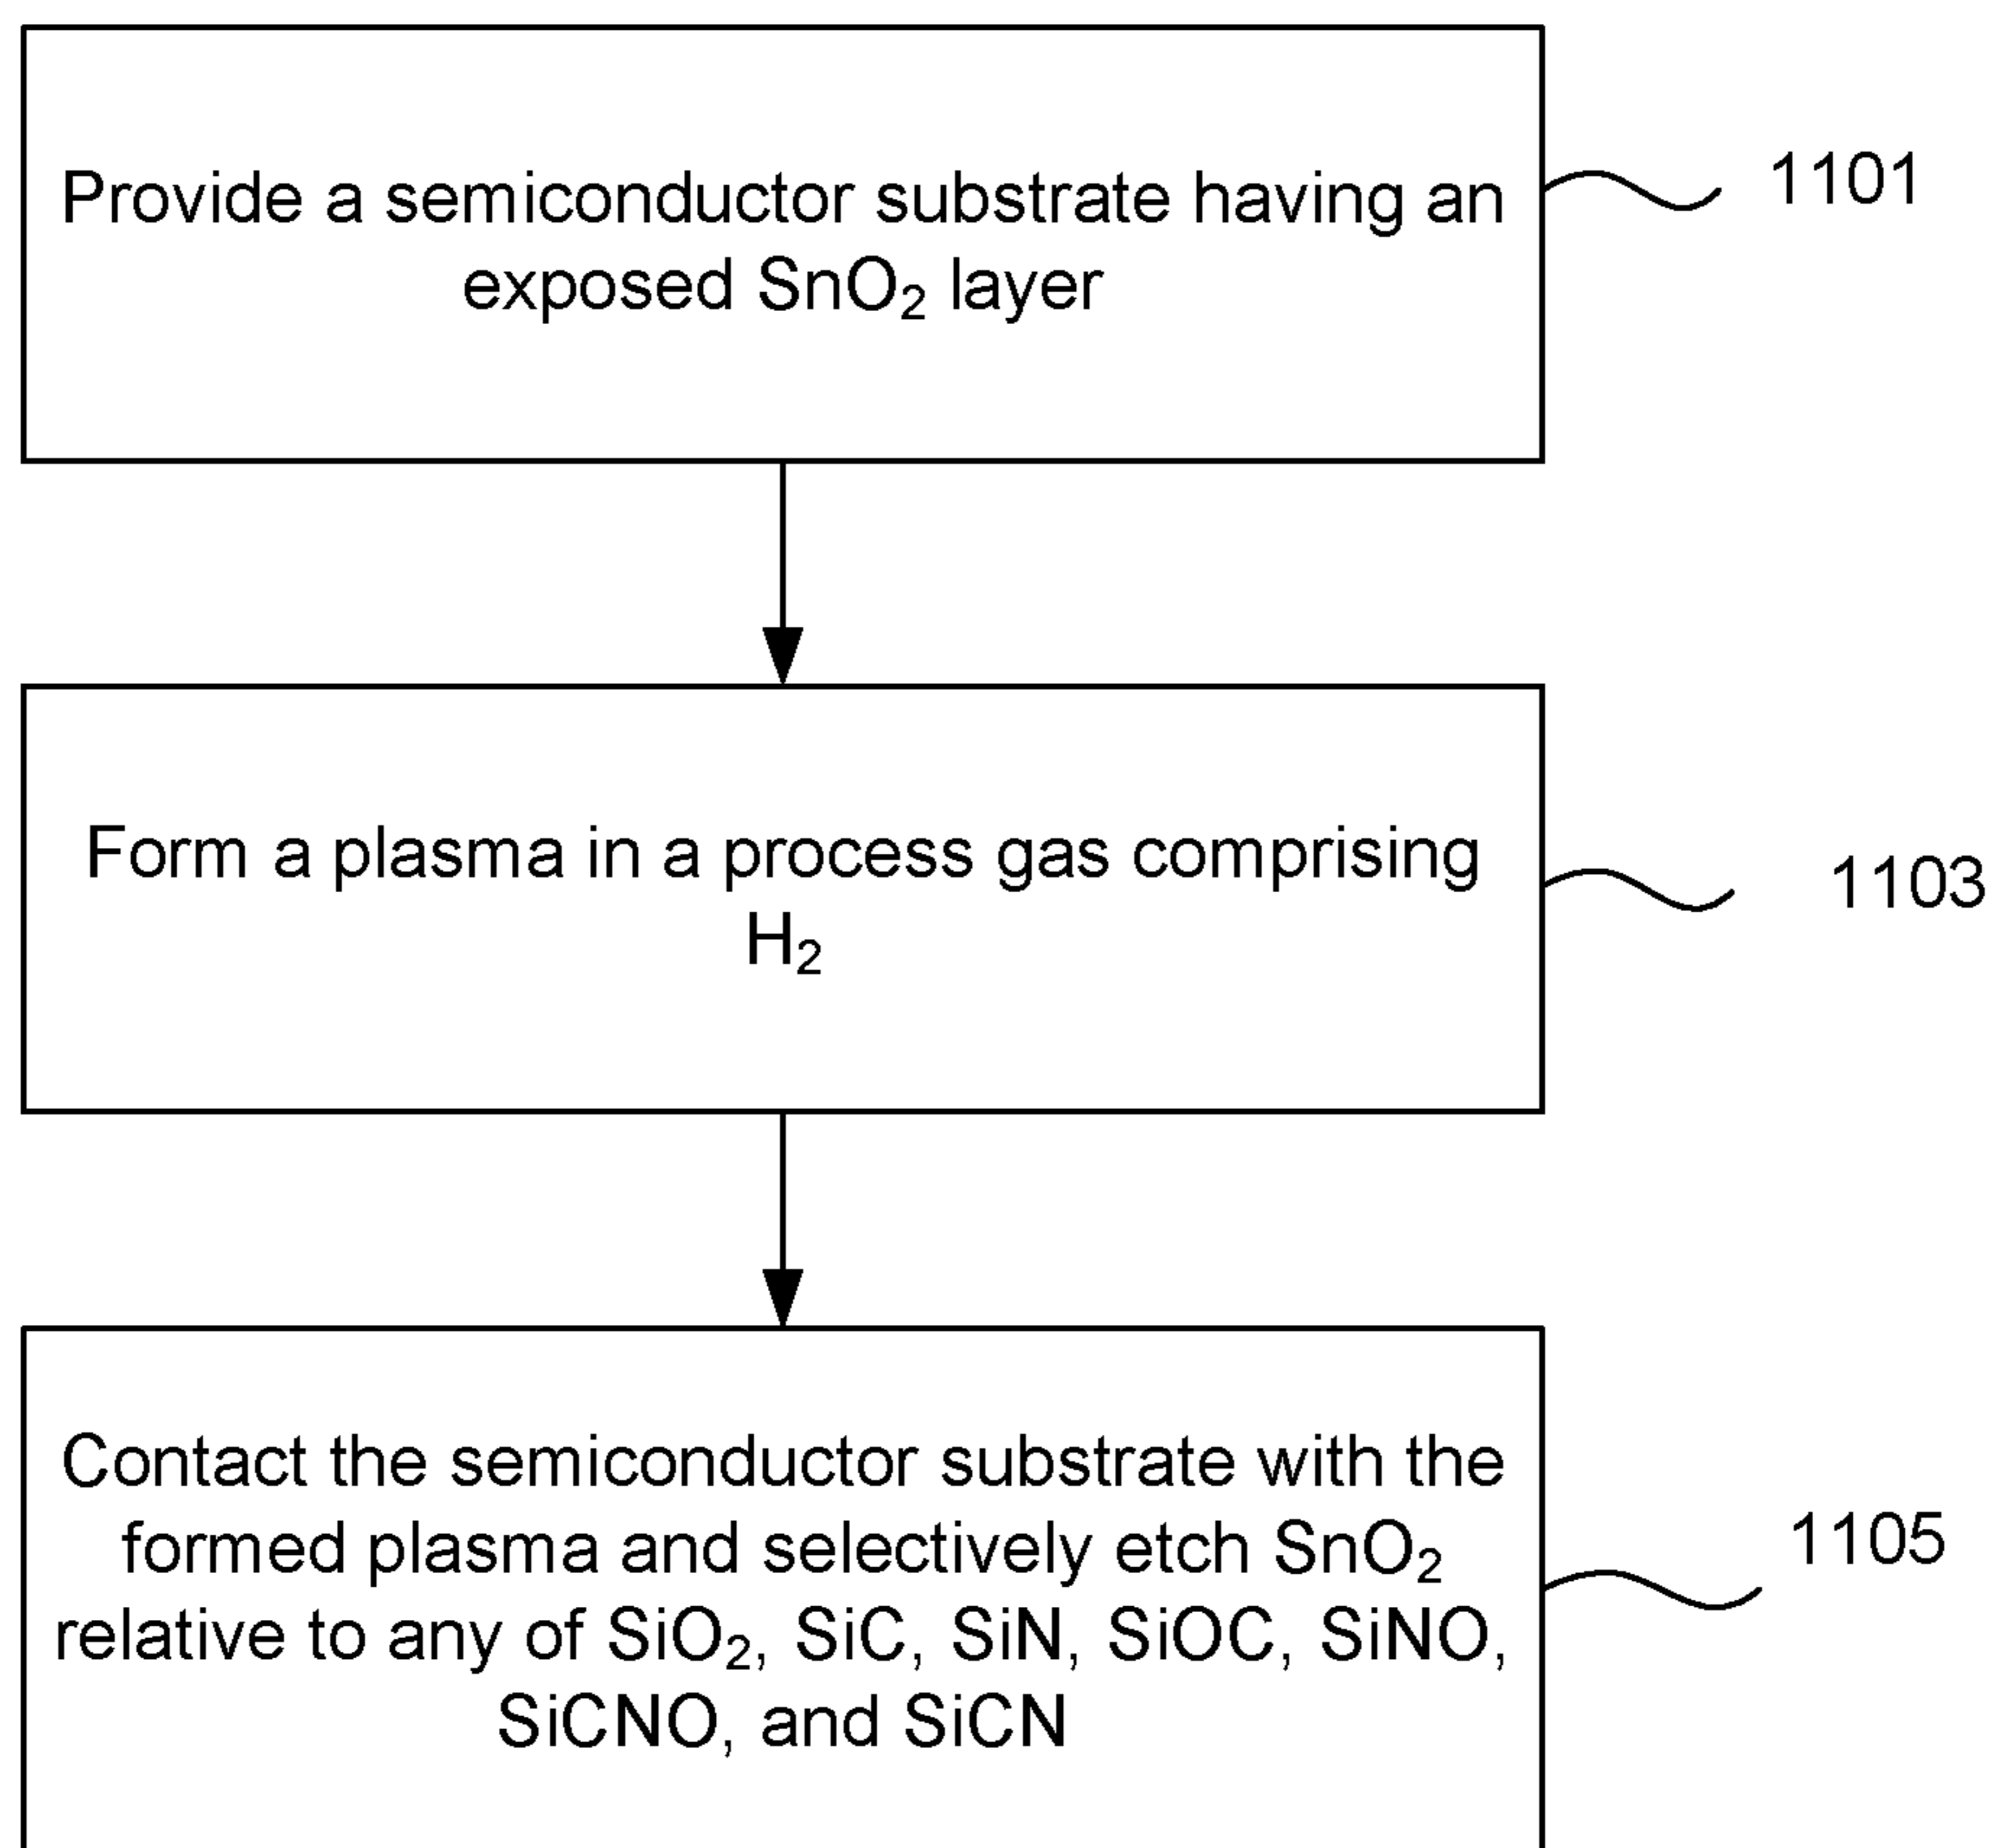 Provide a semiconductor substrate having an
exposed SnO₂ layer
1101
Form a plasma in a process gas comprising
H₂
1103
Contact the semiconductor substrate with the
formed plasma and selectively etch SnO₂
relative to any of SiO₂, SiC, SiN, SiOC, SiNO,
SiCNO, and SiCN
1105